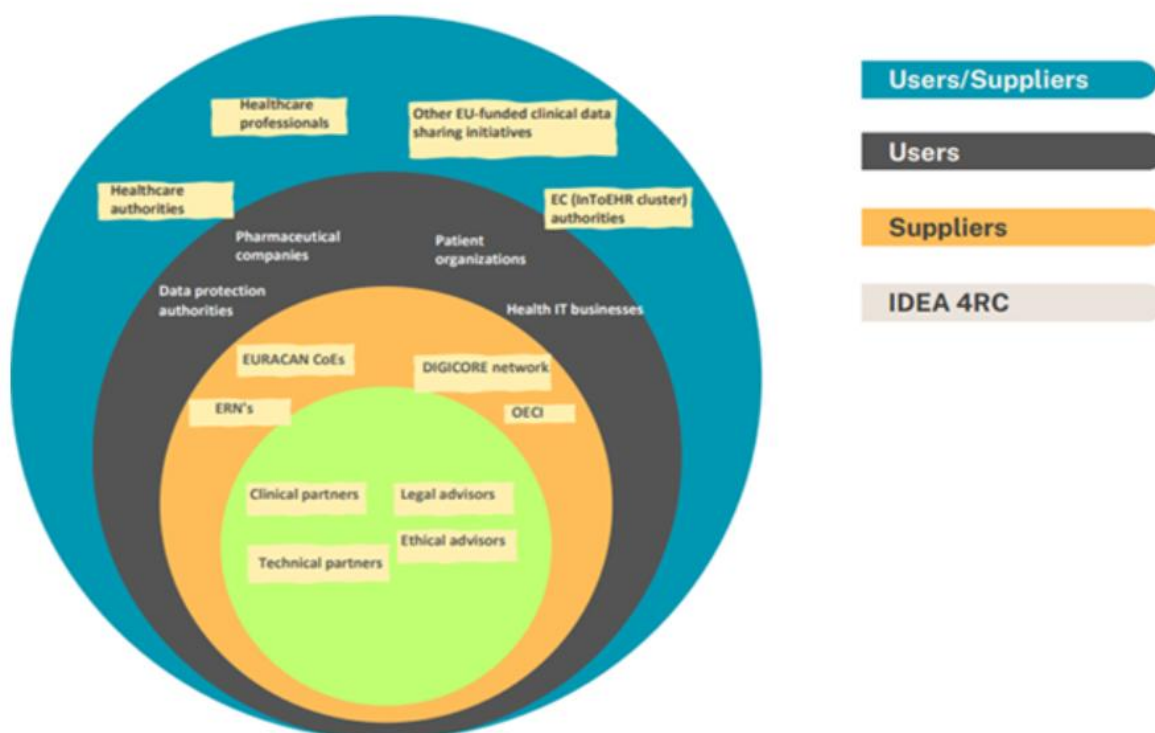 Healthcare
professionals
Other EU-funded clinical data
sharing initiatives
Healthcare
authorities
EC (InToEHR cluster)
authorities
Pharmaceutical
companies
Patient
organizations
Data protection
authorities
Health IT businesses
EURACAN CoEs
DIGICORE network
ERN's
OECI
Clinical partners
Legal advisors
Ethical advisors
Technical partners
Users/Suppliers
Users
Suppliers
IDEA 4RC